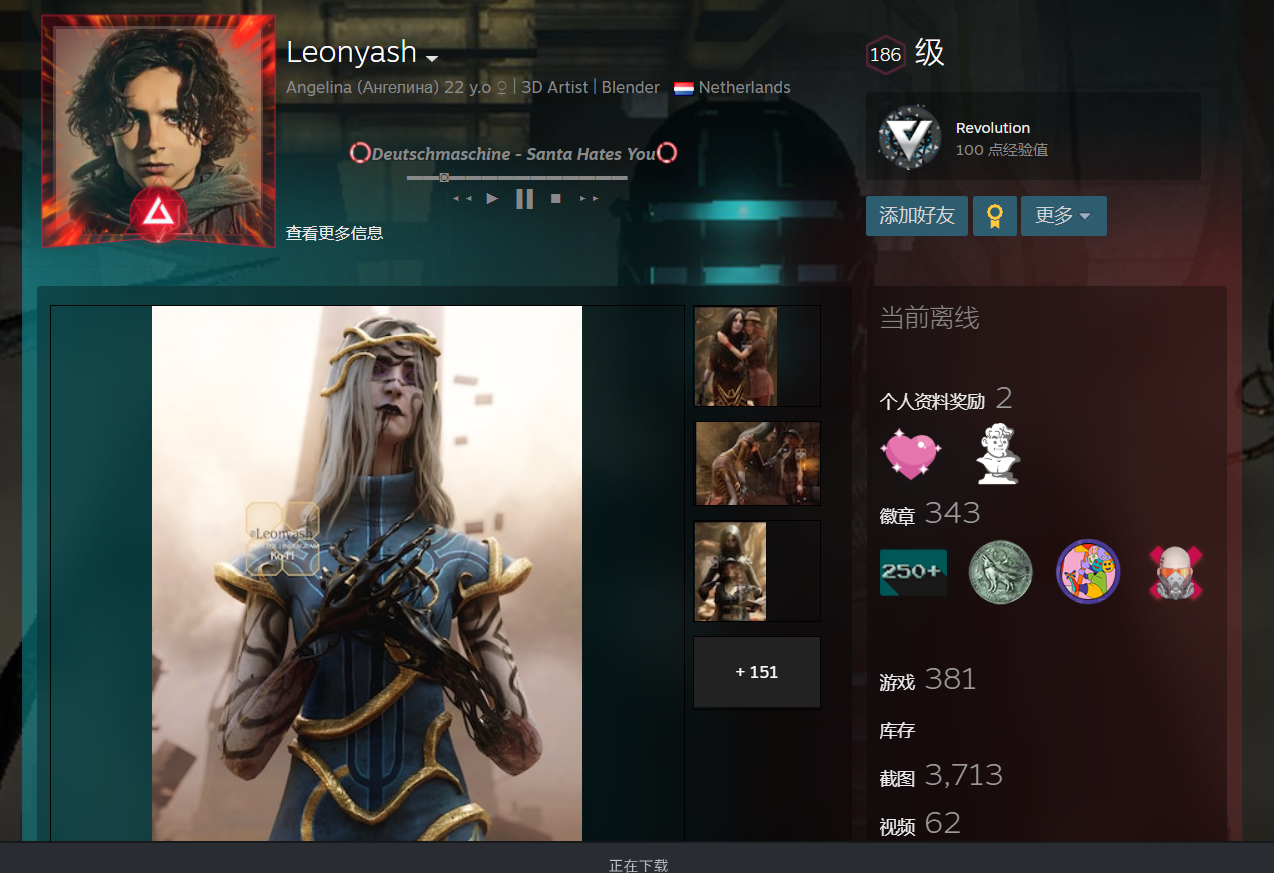 Leonyash
Angelina (Ангелина) 22 y.o ♀ | 3D Artist | Blender Netherlands
⭕Deutschmaschine - Santa Hates You⭕
查看更多信息
186 级
Revolution
100 点经验值
添加好友
更多
©Leonyash
Ko-Fi
+ 151
当前离线
个人资料奖励 2
徽章 343
250+
游戏 381
库存
截图 3,713
视频 62
正在下载